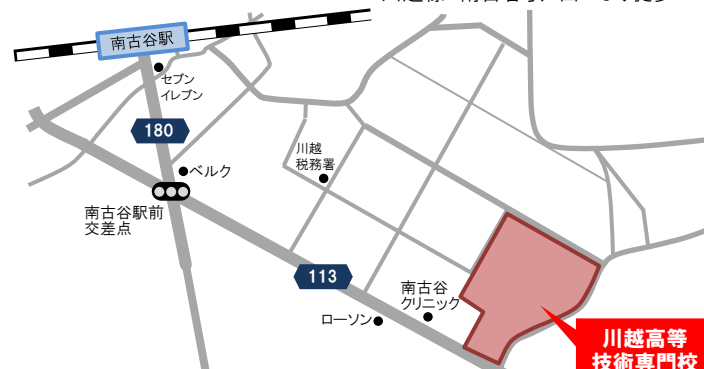 南古谷駅
セブン
イレブン
180
川越
税務署
ベルク
南古谷駅前
交差点
113
南古谷
クリニック
ローソン
川越高等
技術専門校